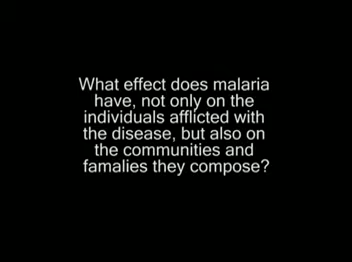 What effect does malaria
have, not only on the
individuals afflicted with
the disease, but also on
the communities and
famalies they compose?